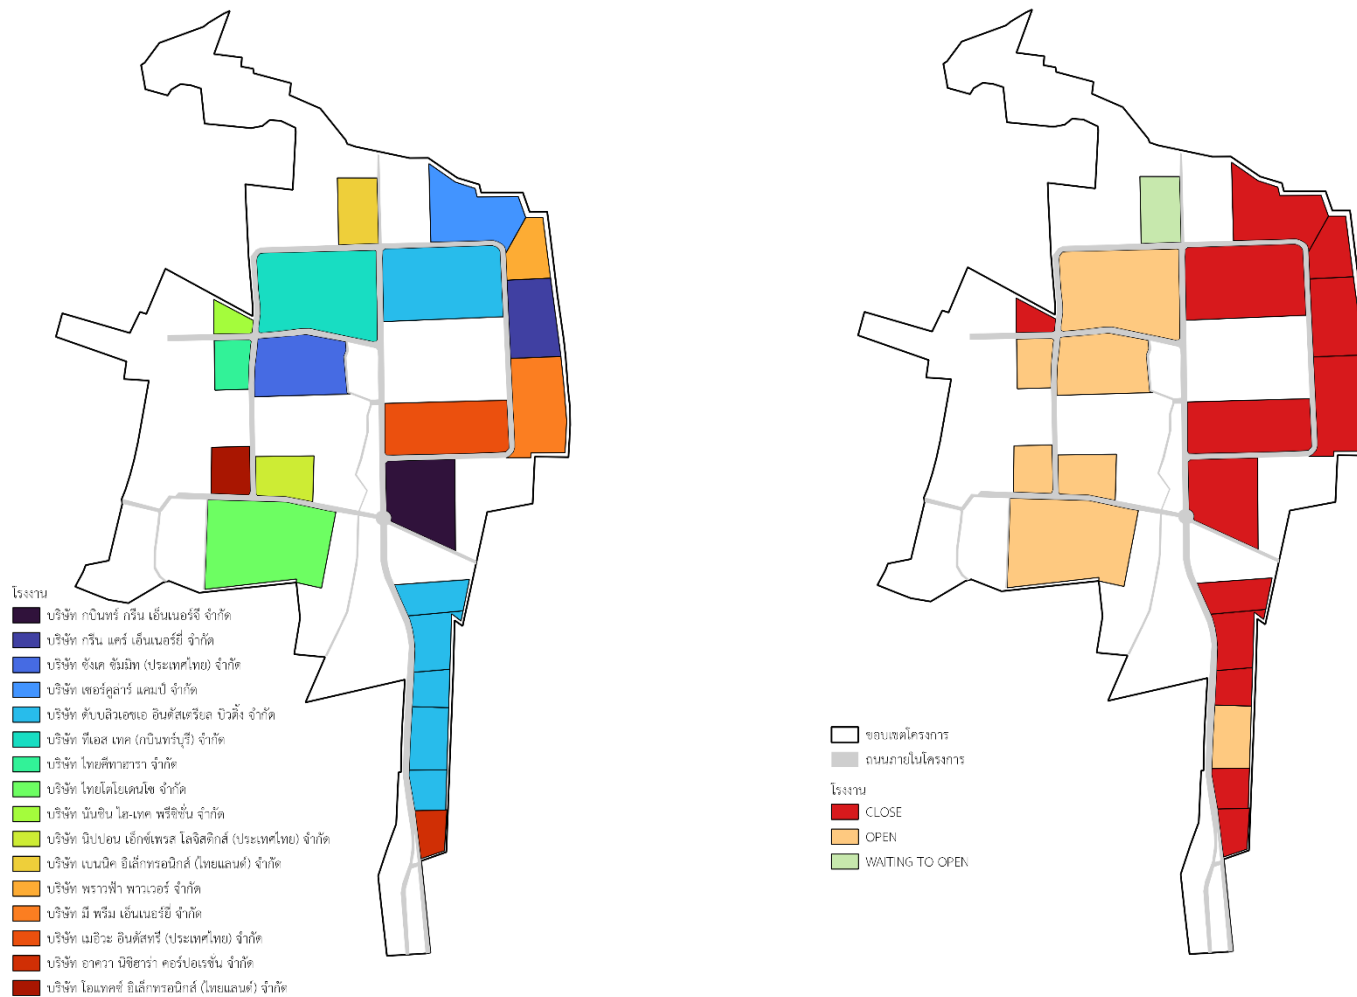 โรงงาน
บริษัท กบินทร์ กรีน เอ็นเนอร์จี จำกัด
บริษัท กรีน แคร์ เอ็นเนอร์ยี่ จำกัด
บริษัท ซังเค ซัมมิท (ประเทศไทย) จำกัด
บริษัท เซอร์คูล่าร์ แคมป์ จำกัด
บริษัท ดับบลิวเอชเอ อินดัสเตรียล บิวดิ้ง จำกัด
บริษัท ทีเอส เทค (กบินทร์บุรี) จำกัด
บริษัท ไทยคีทาฮารา จำกัด
บริษัท ไทยโตโยเดนโซ จำกัด
บริษัท นันชิน ไฮ-เทค พรีซิชั่น จำกัด
บริษัท นิปปอน เอ็กซ์เพรส โลจิสติกส์ (ประเทศไทย) จำกัด
บริษัท เบนนิค อิเล็กทรอนิกส์ (ไทยแลนด์) จำกัด
บริษัท พราวฟ้า พาวเวอร์ จำกัด
บริษัท มี พรีม เอ็นเนอร์ยี่ จำกัด
บริษัท เมอิวะ อินดัสทรี (ประเทศไทย) จำกัด
บริษัท อาควา นิชิฮาร่า คอร์ปอเรชั่น จำกัด
บริษัท โอแทคซ์ อิเล็กทรอนิกส์ (ไทยแลนด์) จำกัด
ขอบเขตโครงการ
ถนนภายในโครงการ
โรงงาน
CLOSE
OPEN
WAITING TO OPEN